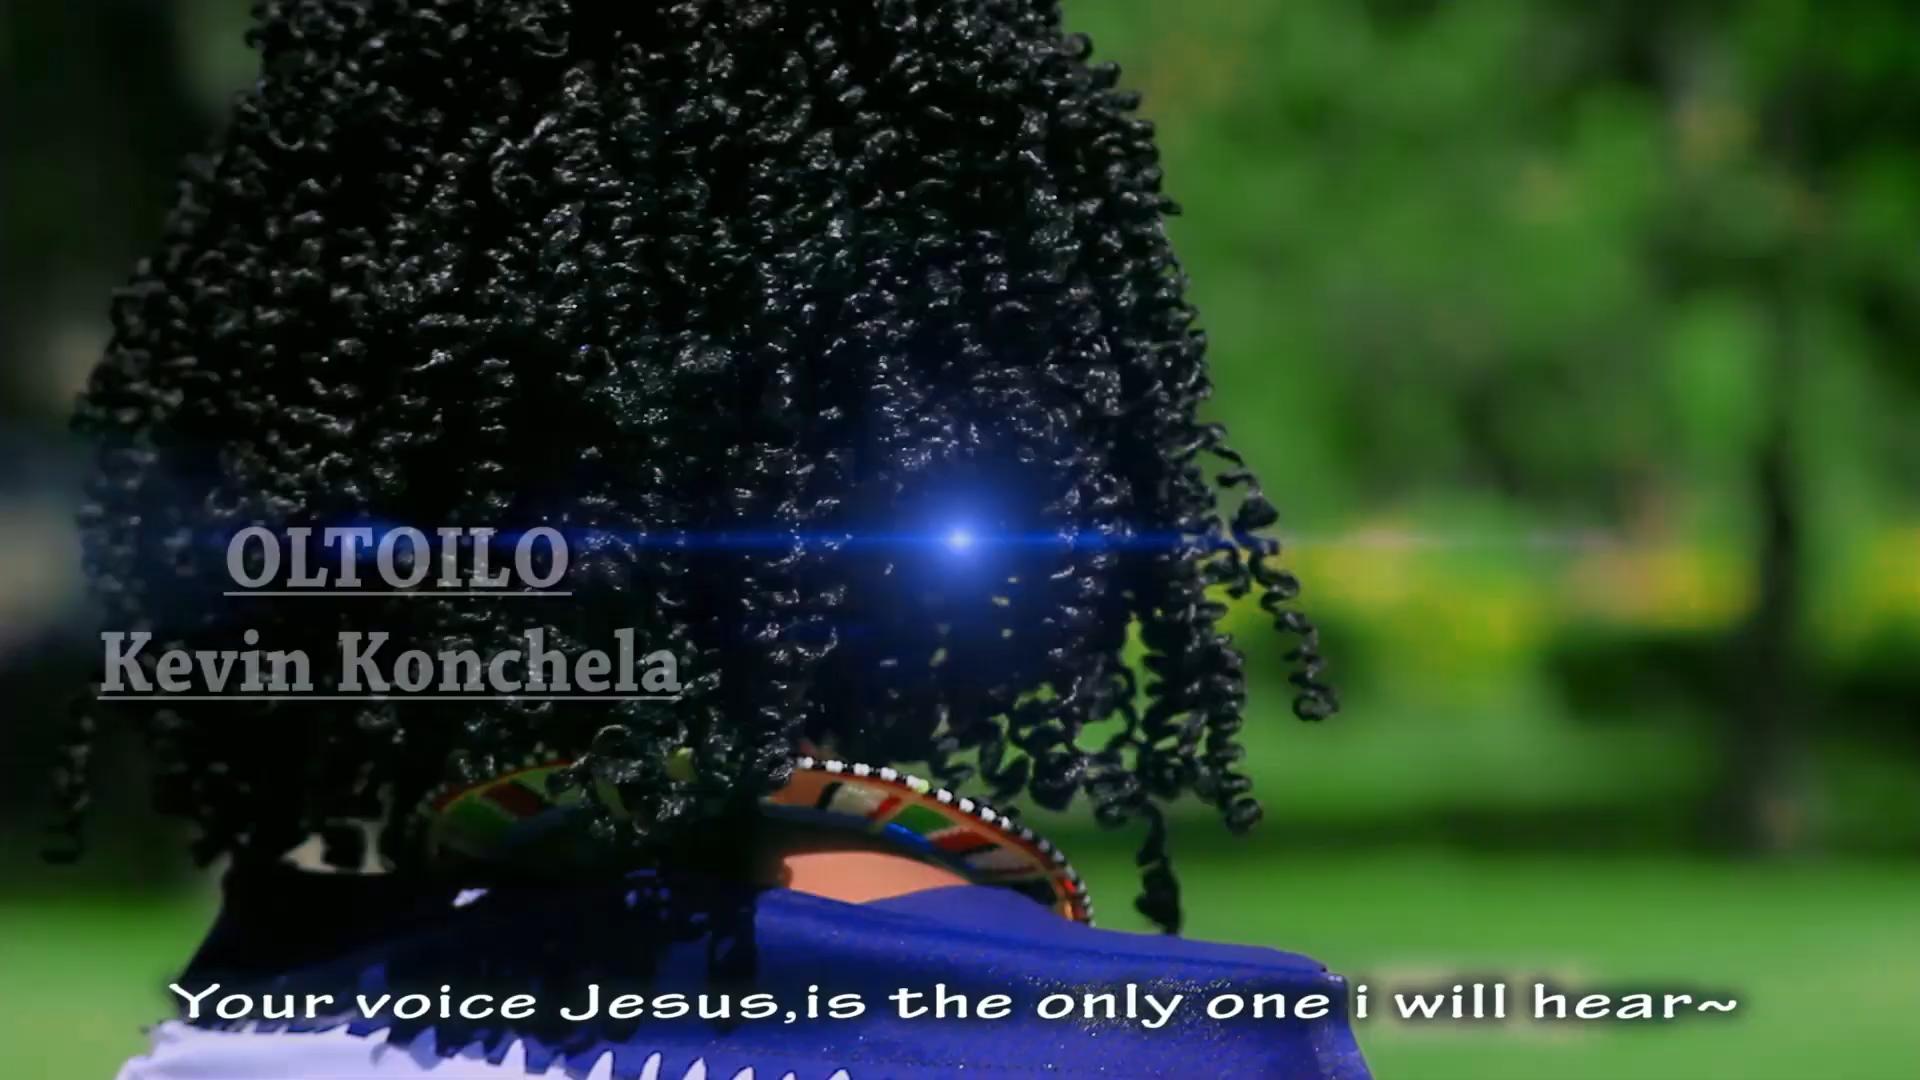 OLTOILO
Kevin Konchela
Your voice Jesus,is the only one i will hear~